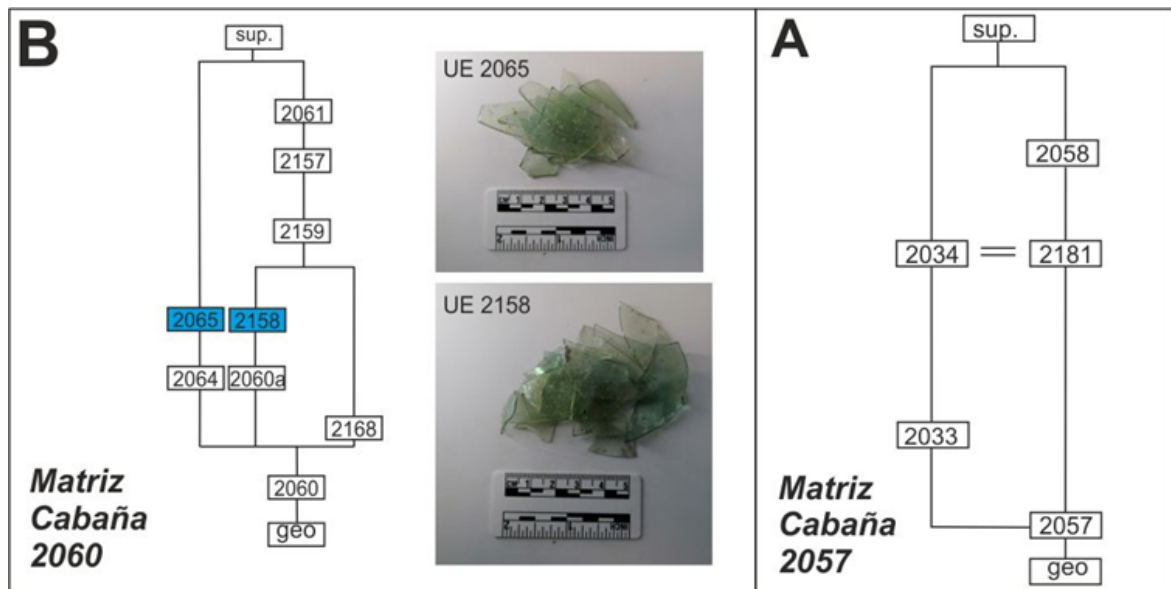 B
sup.
2061
2157
2159
2065
2158
2064
2060a
2168
2060
geo
Matriz
Cabaña
2060
UE 2065
UE 2158
A
sup.
2058
2034
2181
2033
2057
geo
Matriz
Cabaña
2057